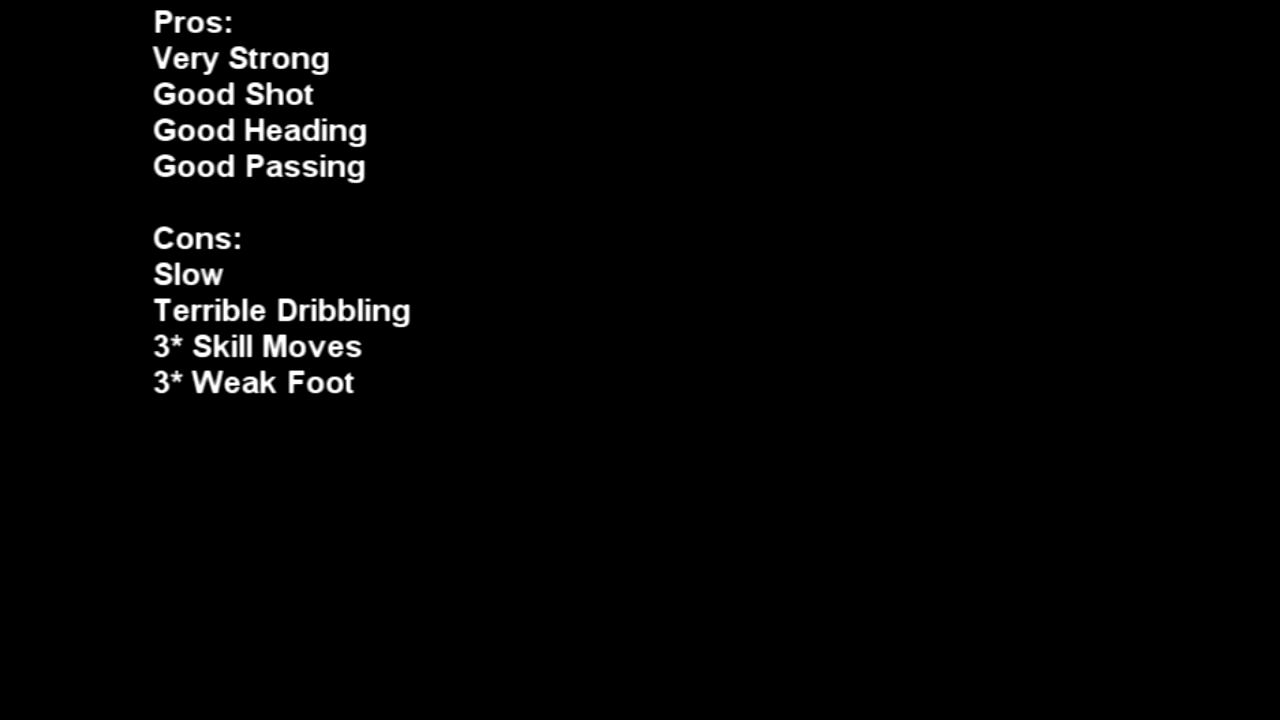 Pros:
Very Strong
Good Shot
Good Heading
Good Passing
Cons:
Slow
Terrible Dribbling
3* Skill Moves
3* Weak Foot